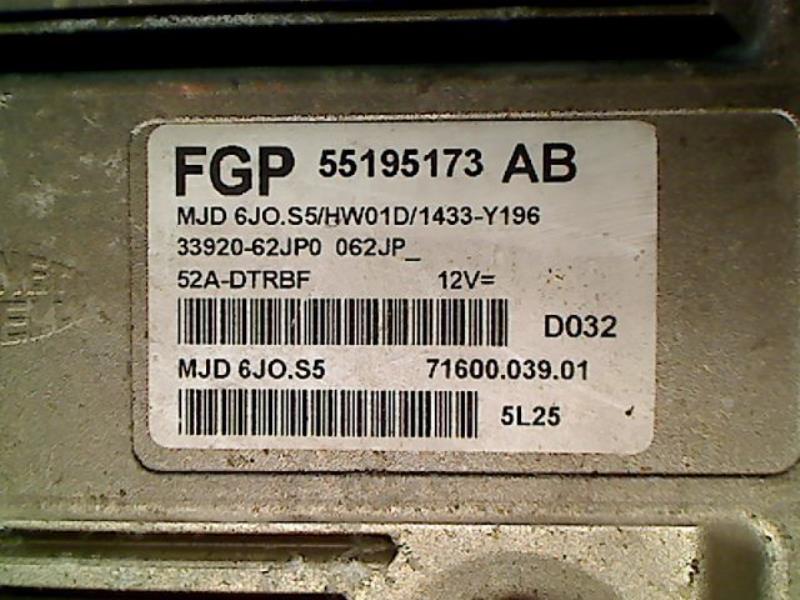 FGP 55195173 AB
MJD 6JO.S5/HW01D/1433-Y196
33920-62JP0 062JP_
52A-DTRBF 12V=
D032
MJD 6JO.S5 71600.039.01
5L25